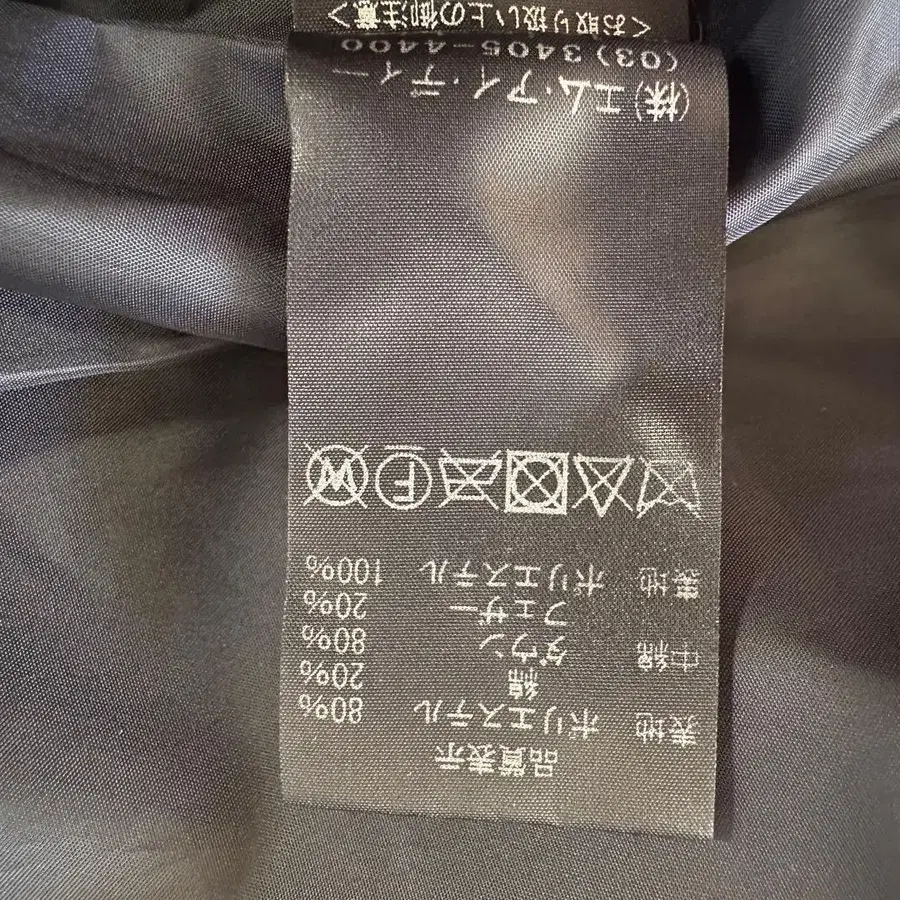 品質表示
表地 ポリエステル 80%
綿 20%
中綿 ダウン 80%
フェザー 20%
裏地 ポリエステル 100%
F W
(株)エム・アイ・ディー
(03)3405-4400
<お取り扱い上の御注意>